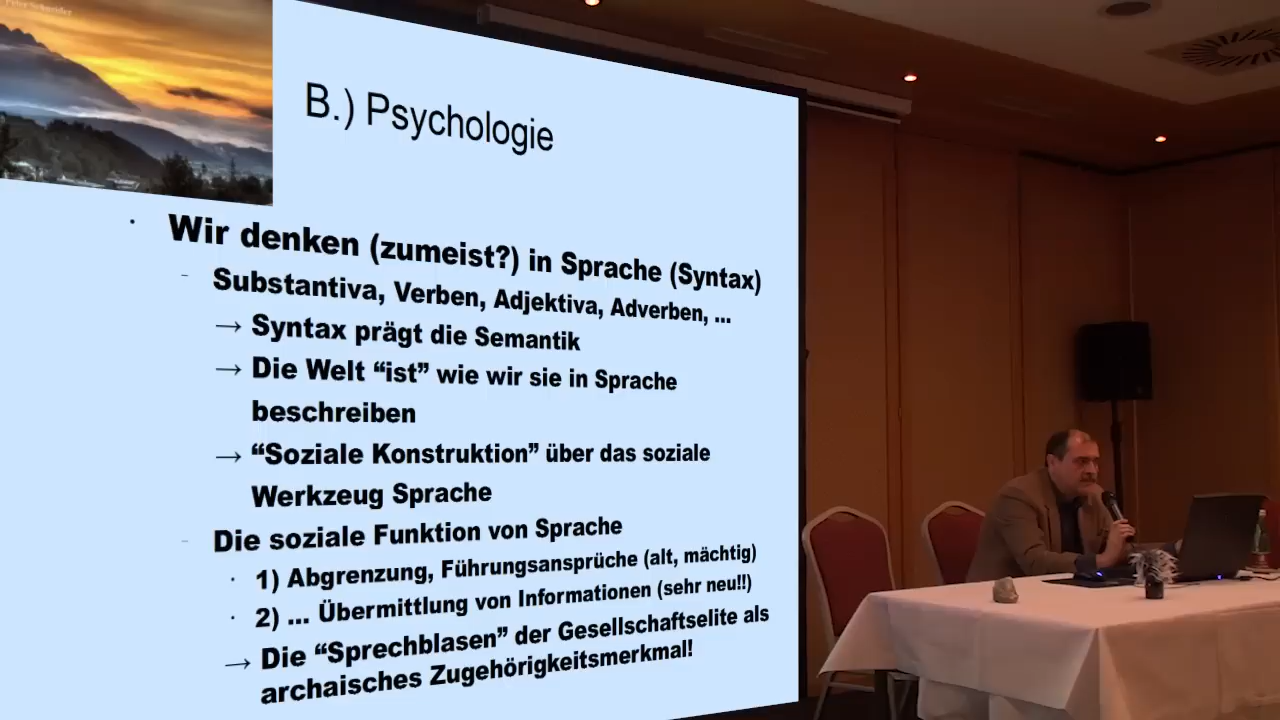 Peter Schneider
B.) Psychologie
• Wir denken (zumeist?) in Sprache (Syntax)
– Substantiva, Verben, Adjektiva, Adverben, ...
→ Syntax prägt die Semantik
→ Die Welt “ist” wie wir sie in Sprache
beschreiben
→ “Soziale Konstruktion” über das soziale
Werkzeug Sprache
– Die soziale Funktion von Sprache
• 1) Abgrenzung, Führungsansprüche (alt, mächtig)
• 2) ... Übermittlung von Informationen (sehr neu!!)
→ Die “Sprechblasen” der Gesellschaftselite als
archaisches Zugehörigkeitsmerkmal!